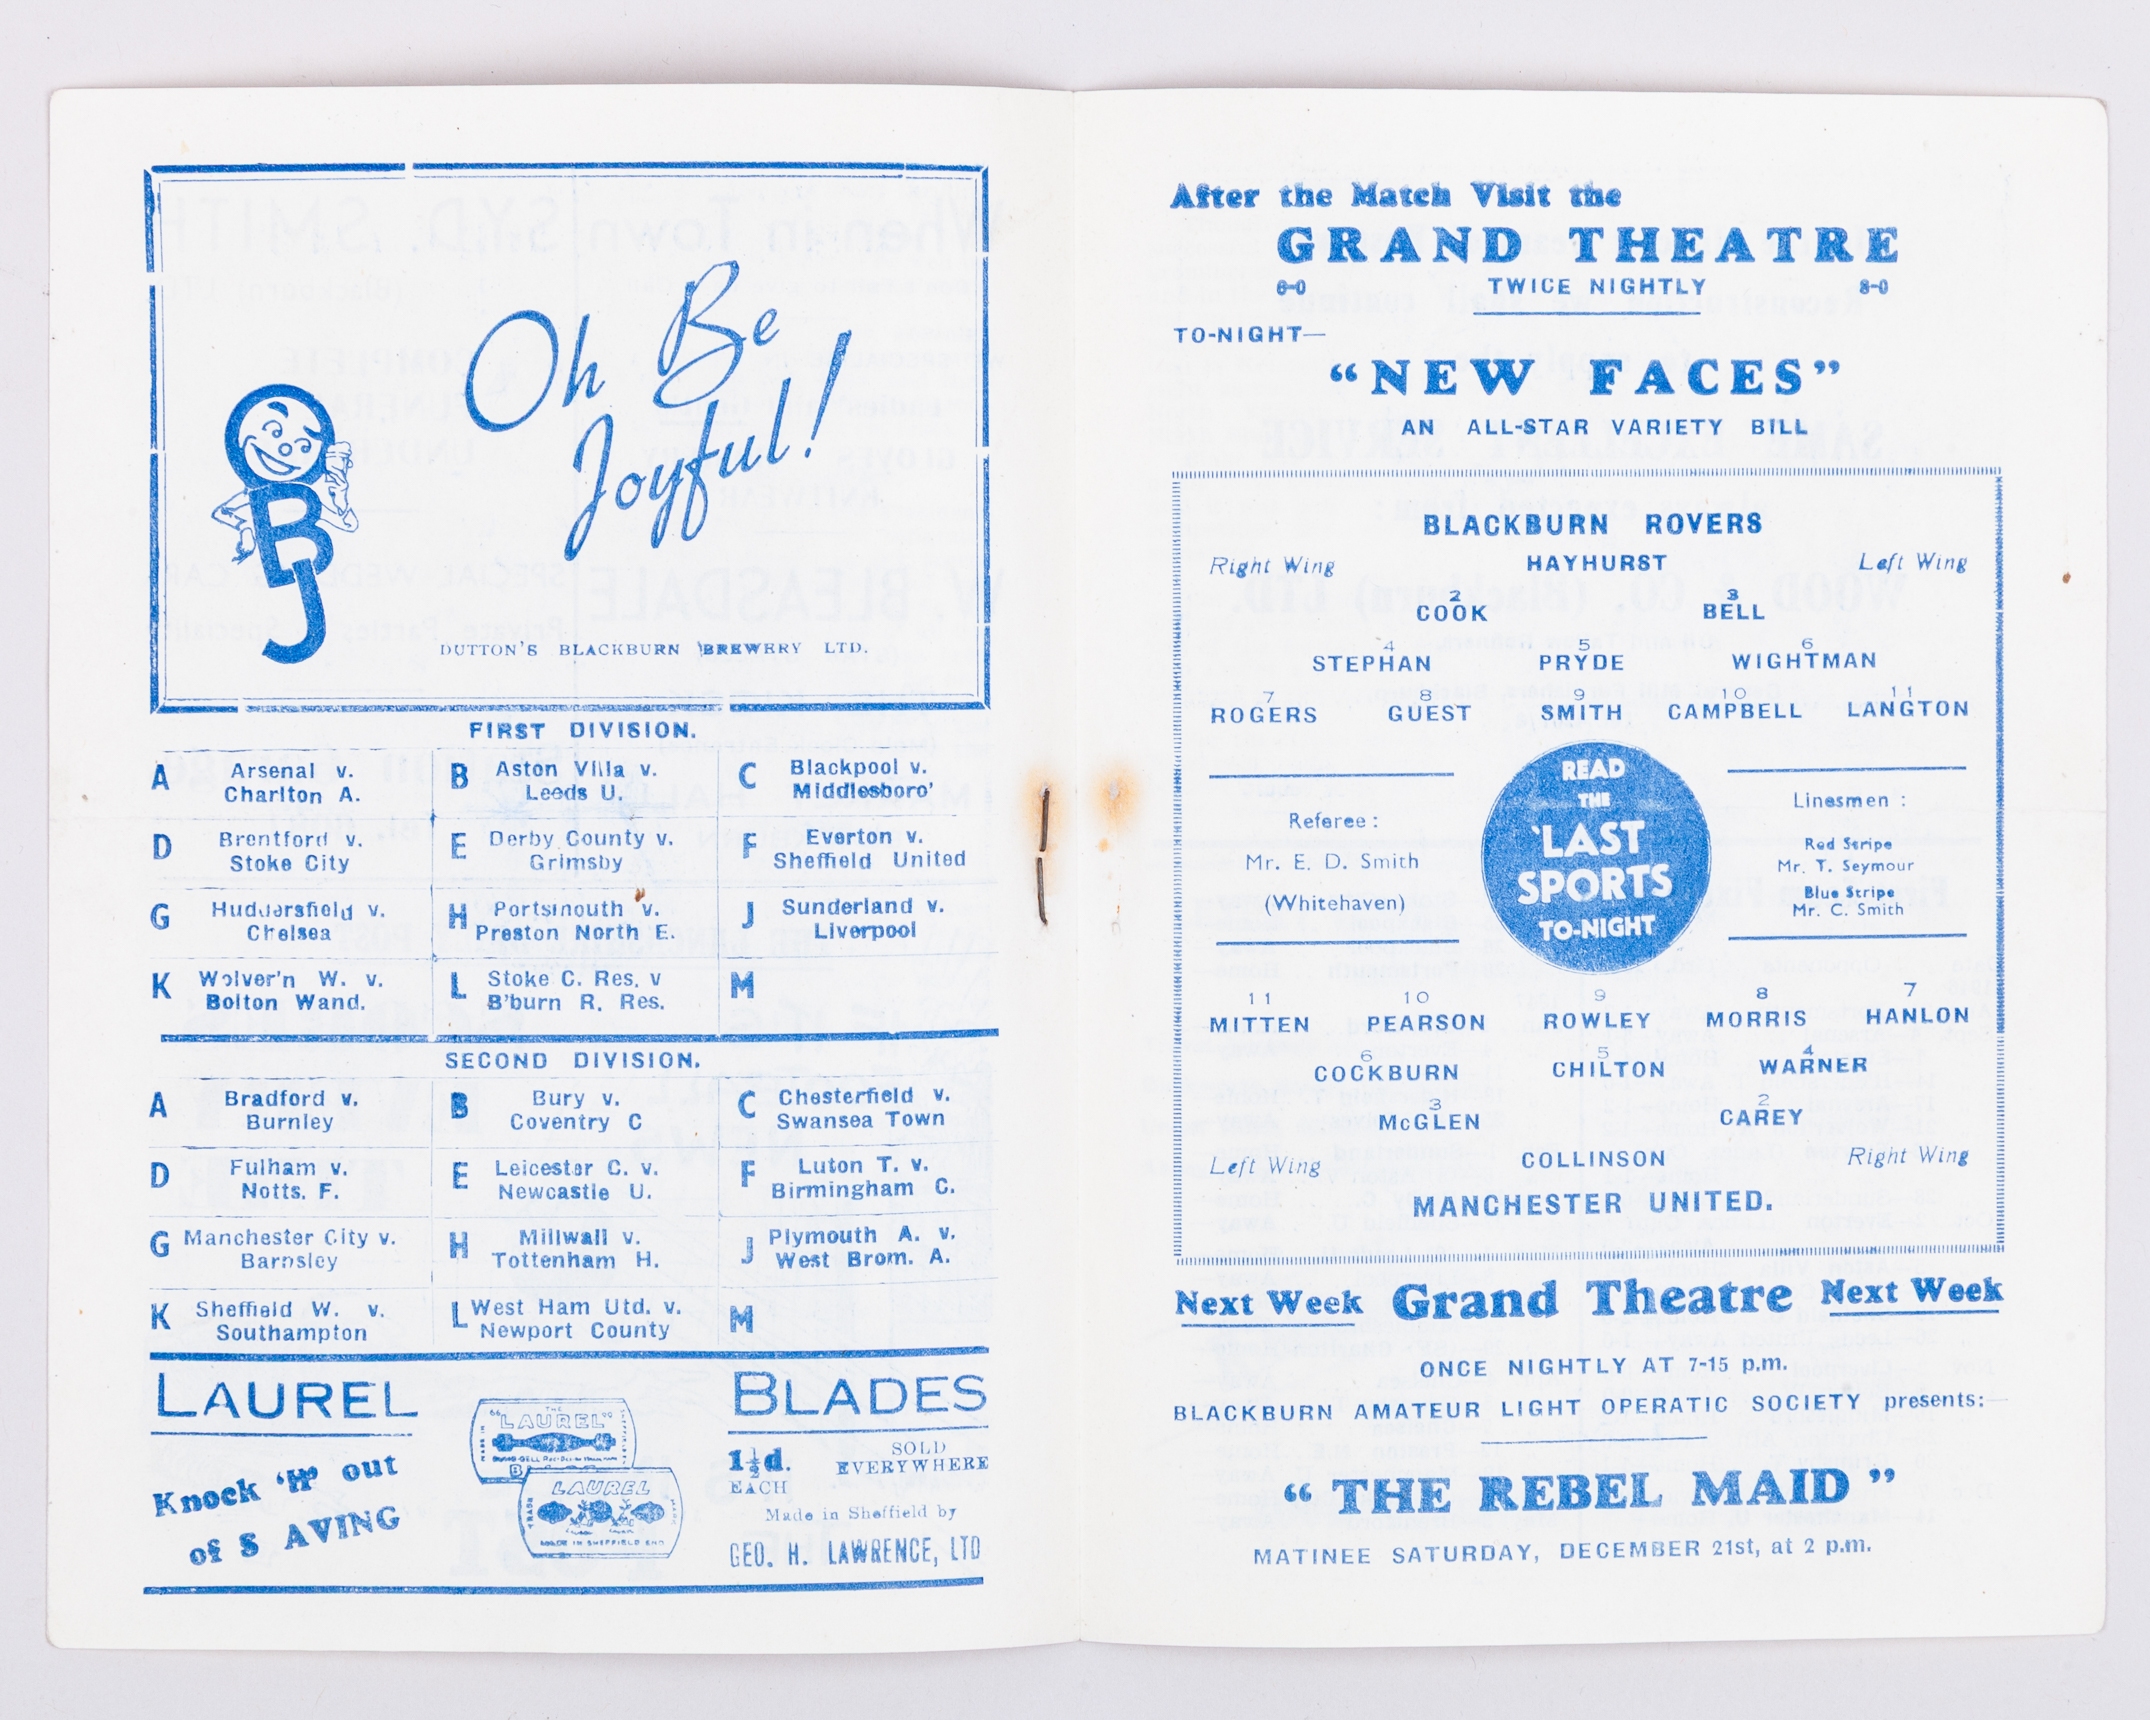 OBJ
Oh Be
Joyful!
DUTTON'S BLACKBURN BREWERY LTD.
FIRST DIVISION.
A Arsenal v. Charlton A.
B Aston Villa v. Leeds U.
C Blackpool v. Middlesboro'
D Brentford v. Stoke City
E Derby County v. Grimsby
F Everton v. Sheffield United
G Huddersfield v. Chelsea
H Portsmouth v. Preston North E.
J Sunderland v. Liverpool
K Wolver'n W. v. Bolton Wand.
L Stoke C. Res. v B'burn R. Res.
M
SECOND DIVISION.
A Bradford v. Burnley
B Bury v. Coventry C
C Chesterfield v. Swansea Town
D Fulham v. Notts. F.
E Leicester C. v. Newcastle U.
F Luton T. v. Birmingham C.
G Manchester City v. Barnsley
H Millwall v. Tottenham H.
J Plymouth A. v. West Brom. A.
K Sheffield W. v. Southampton
L West Ham Utd. v. Newport County
M
LAUREL
Knock 'H' out
of S AVING
THE
"LAUREL"
LAUREL
MADE IN SHEFFIELD ENG
BLADES
1½d. EACH
SOLD EVERYWHERE
Made in Sheffield by
GEO. H. LAWRENCE, LTD
After the Match Visit the
GRAND THEATRE
6-0 TWICE NIGHTLY 8-0
TO-NIGHT—
"NEW FACES"
AN ALL-STAR VARIETY BILL
BLACKBURN ROVERS
Right Wing HAYHURST Left Wing
2 3
COOK BELL
4 5 6
STEPHAN PRYDE WIGHTMAN
7 8 9 10 11
ROGERS GUEST SMITH CAMPBELL LANGTON
Referee :
Mr. E. D. Smith
(Whitehaven)
READ
THE
'LAST
SPORTS
TO-NIGHT
Linesmen :
Red Stripe
Mr. T. Seymour
Blue Stripe
Mr. C. Smith
11 10 9 8 7
MITTEN PEARSON ROWLEY MORRIS HANLON
6 5 4
COCKBURN CHILTON WARNER
3 2
McGLEN CAREY
Left Wing COLLINSON Right Wing
MANCHESTER UNITED.
Next Week Grand Theatre Next Week
ONCE NIGHTLY AT 7-15 p.m.
BLACKBURN AMATEUR LIGHT OPERATIC SOCIETY presents:—
"THE REBEL MAID"
MATINEE SATURDAY, DECEMBER 21st, at 2 p.m.